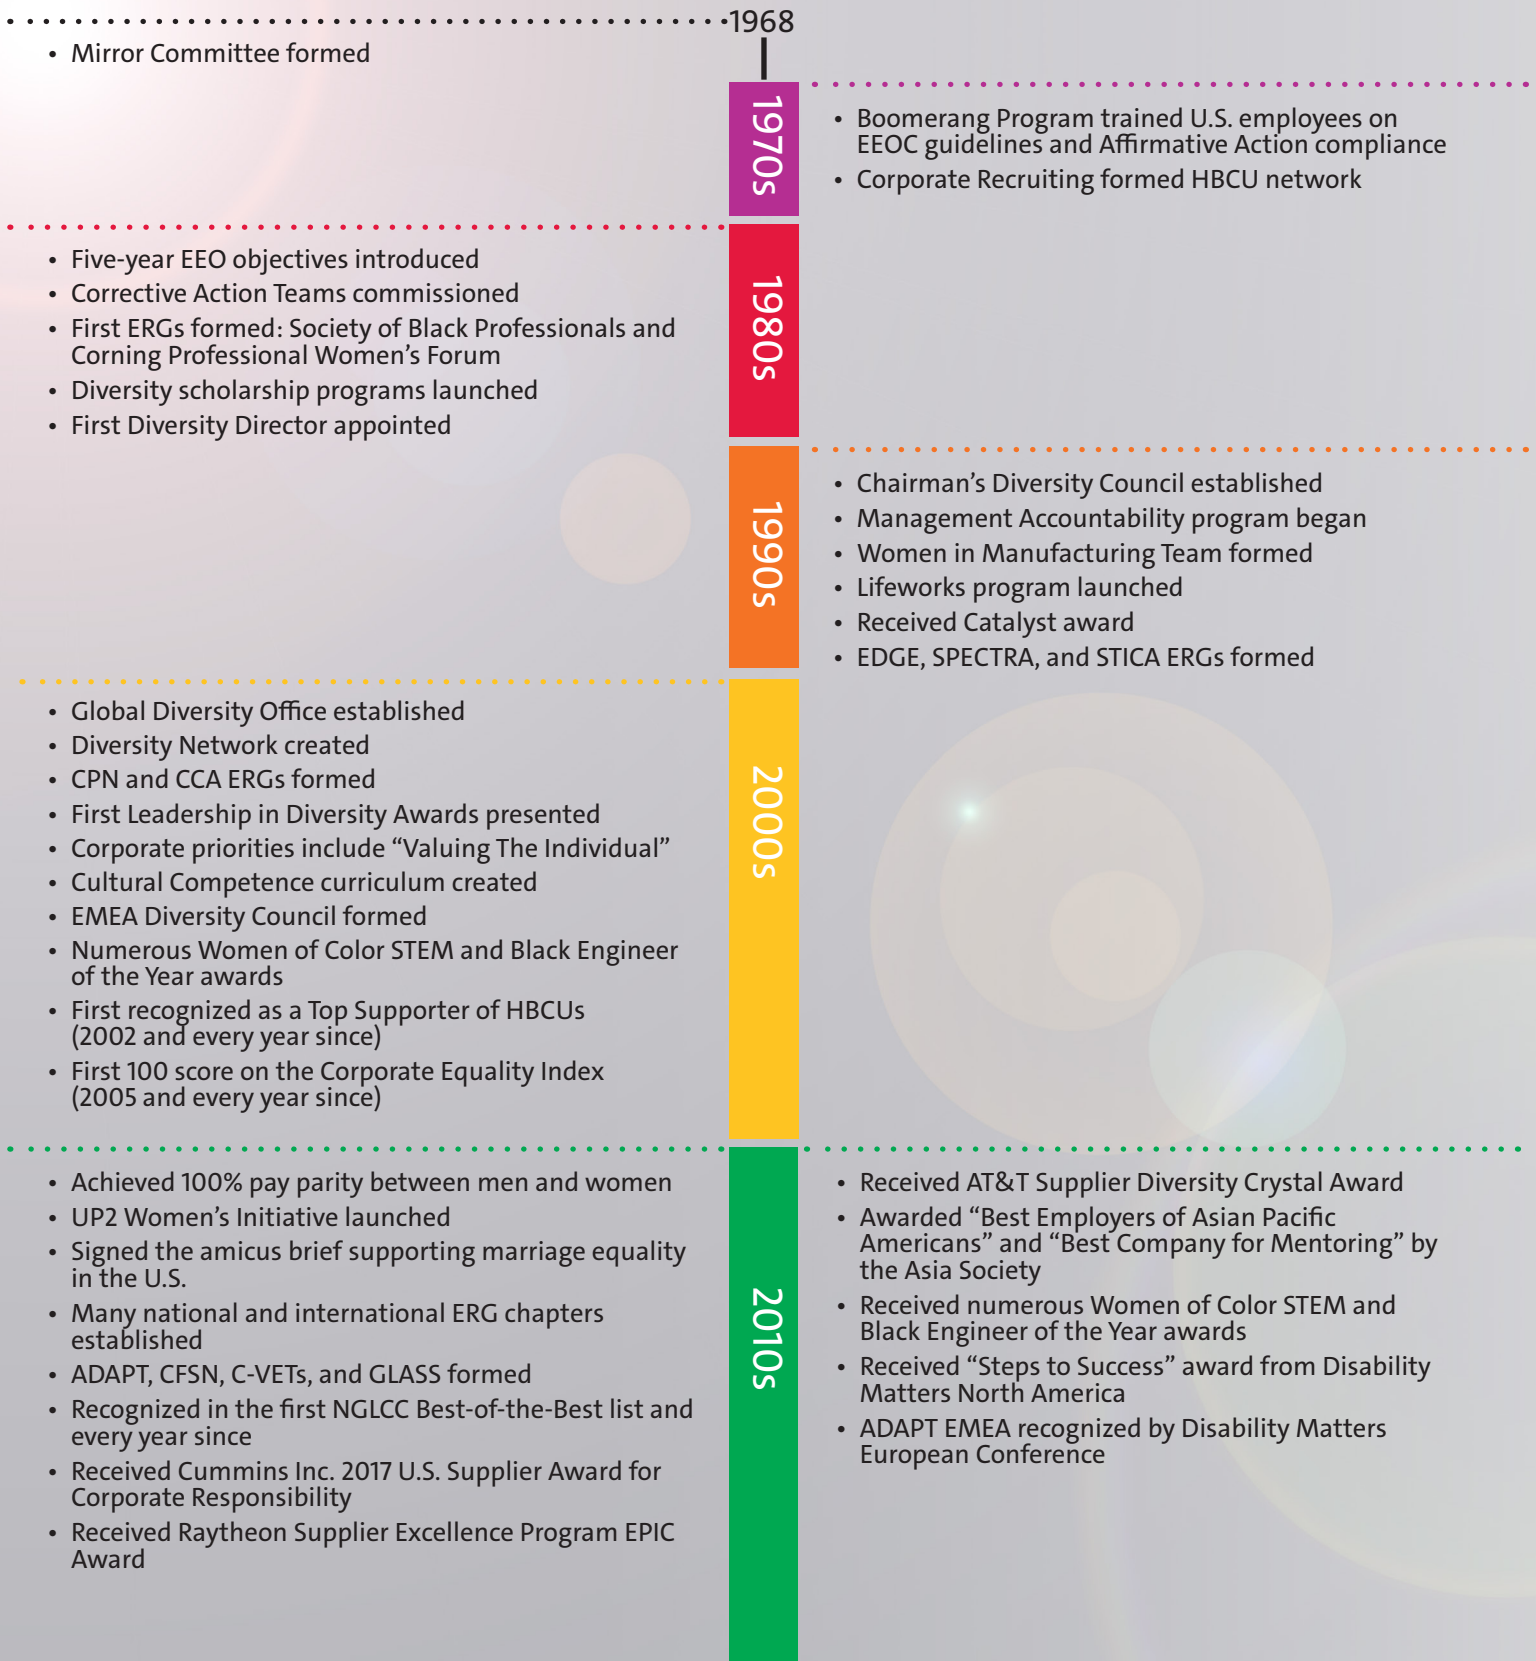 1968
• Mirror Committee formed
1970s
• Boomerang Program trained U.S. employees on
EEOC guidelines and Affirmative Action compliance
• Corporate Recruiting formed HBCU network
1980s
• Five-year EEO objectives introduced
• Corrective Action Teams commissioned
• First ERGs formed: Society of Black Professionals and
Corning Professional Women’s Forum
• Diversity scholarship programs launched
• First Diversity Director appointed
1990s
• Chairman’s Diversity Council established
• Management Accountability program began
• Women in Manufacturing Team formed
• Lifeworks program launched
• Received Catalyst award
• EDGE, SPECTRA, and STICA ERGs formed
2000s
• Global Diversity Office established
• Diversity Network created
• CPN and CCA ERGs formed
• First Leadership in Diversity Awards presented
• Corporate priorities include “Valuing The Individual”
• Cultural Competence curriculum created
• EMEA Diversity Council formed
• Numerous Women of Color STEM and Black Engineer
of the Year awards
• First recognized as a Top Supporter of HBCUs
(2002 and every year since)
• First 100 score on the Corporate Equality Index
(2005 and every year since)
2010s
• Achieved 100% pay parity between men and women
• UP2 Women’s Initiative launched
• Signed the amicus brief supporting marriage equality
in the U.S.
• Many national and international ERG chapters
established
• ADAPT, CFSN, C-VETs, and GLASS formed
• Recognized in the first NGLCC Best-of-the-Best list and
every year since
• Received Cummins Inc. 2017 U.S. Supplier Award for
Corporate Responsibility
• Received Raytheon Supplier Excellence Program EPIC
Award
• Received AT&T Supplier Diversity Crystal Award
• Awarded “Best Employers of Asian Pacific
Americans” and “Best Company for Mentoring” by
the Asia Society
• Received numerous Women of Color STEM and
Black Engineer of the Year awards
• Received “Steps to Success” award from Disability
Matters North America
• ADAPT EMEA recognized by Disability Matters
European Conference